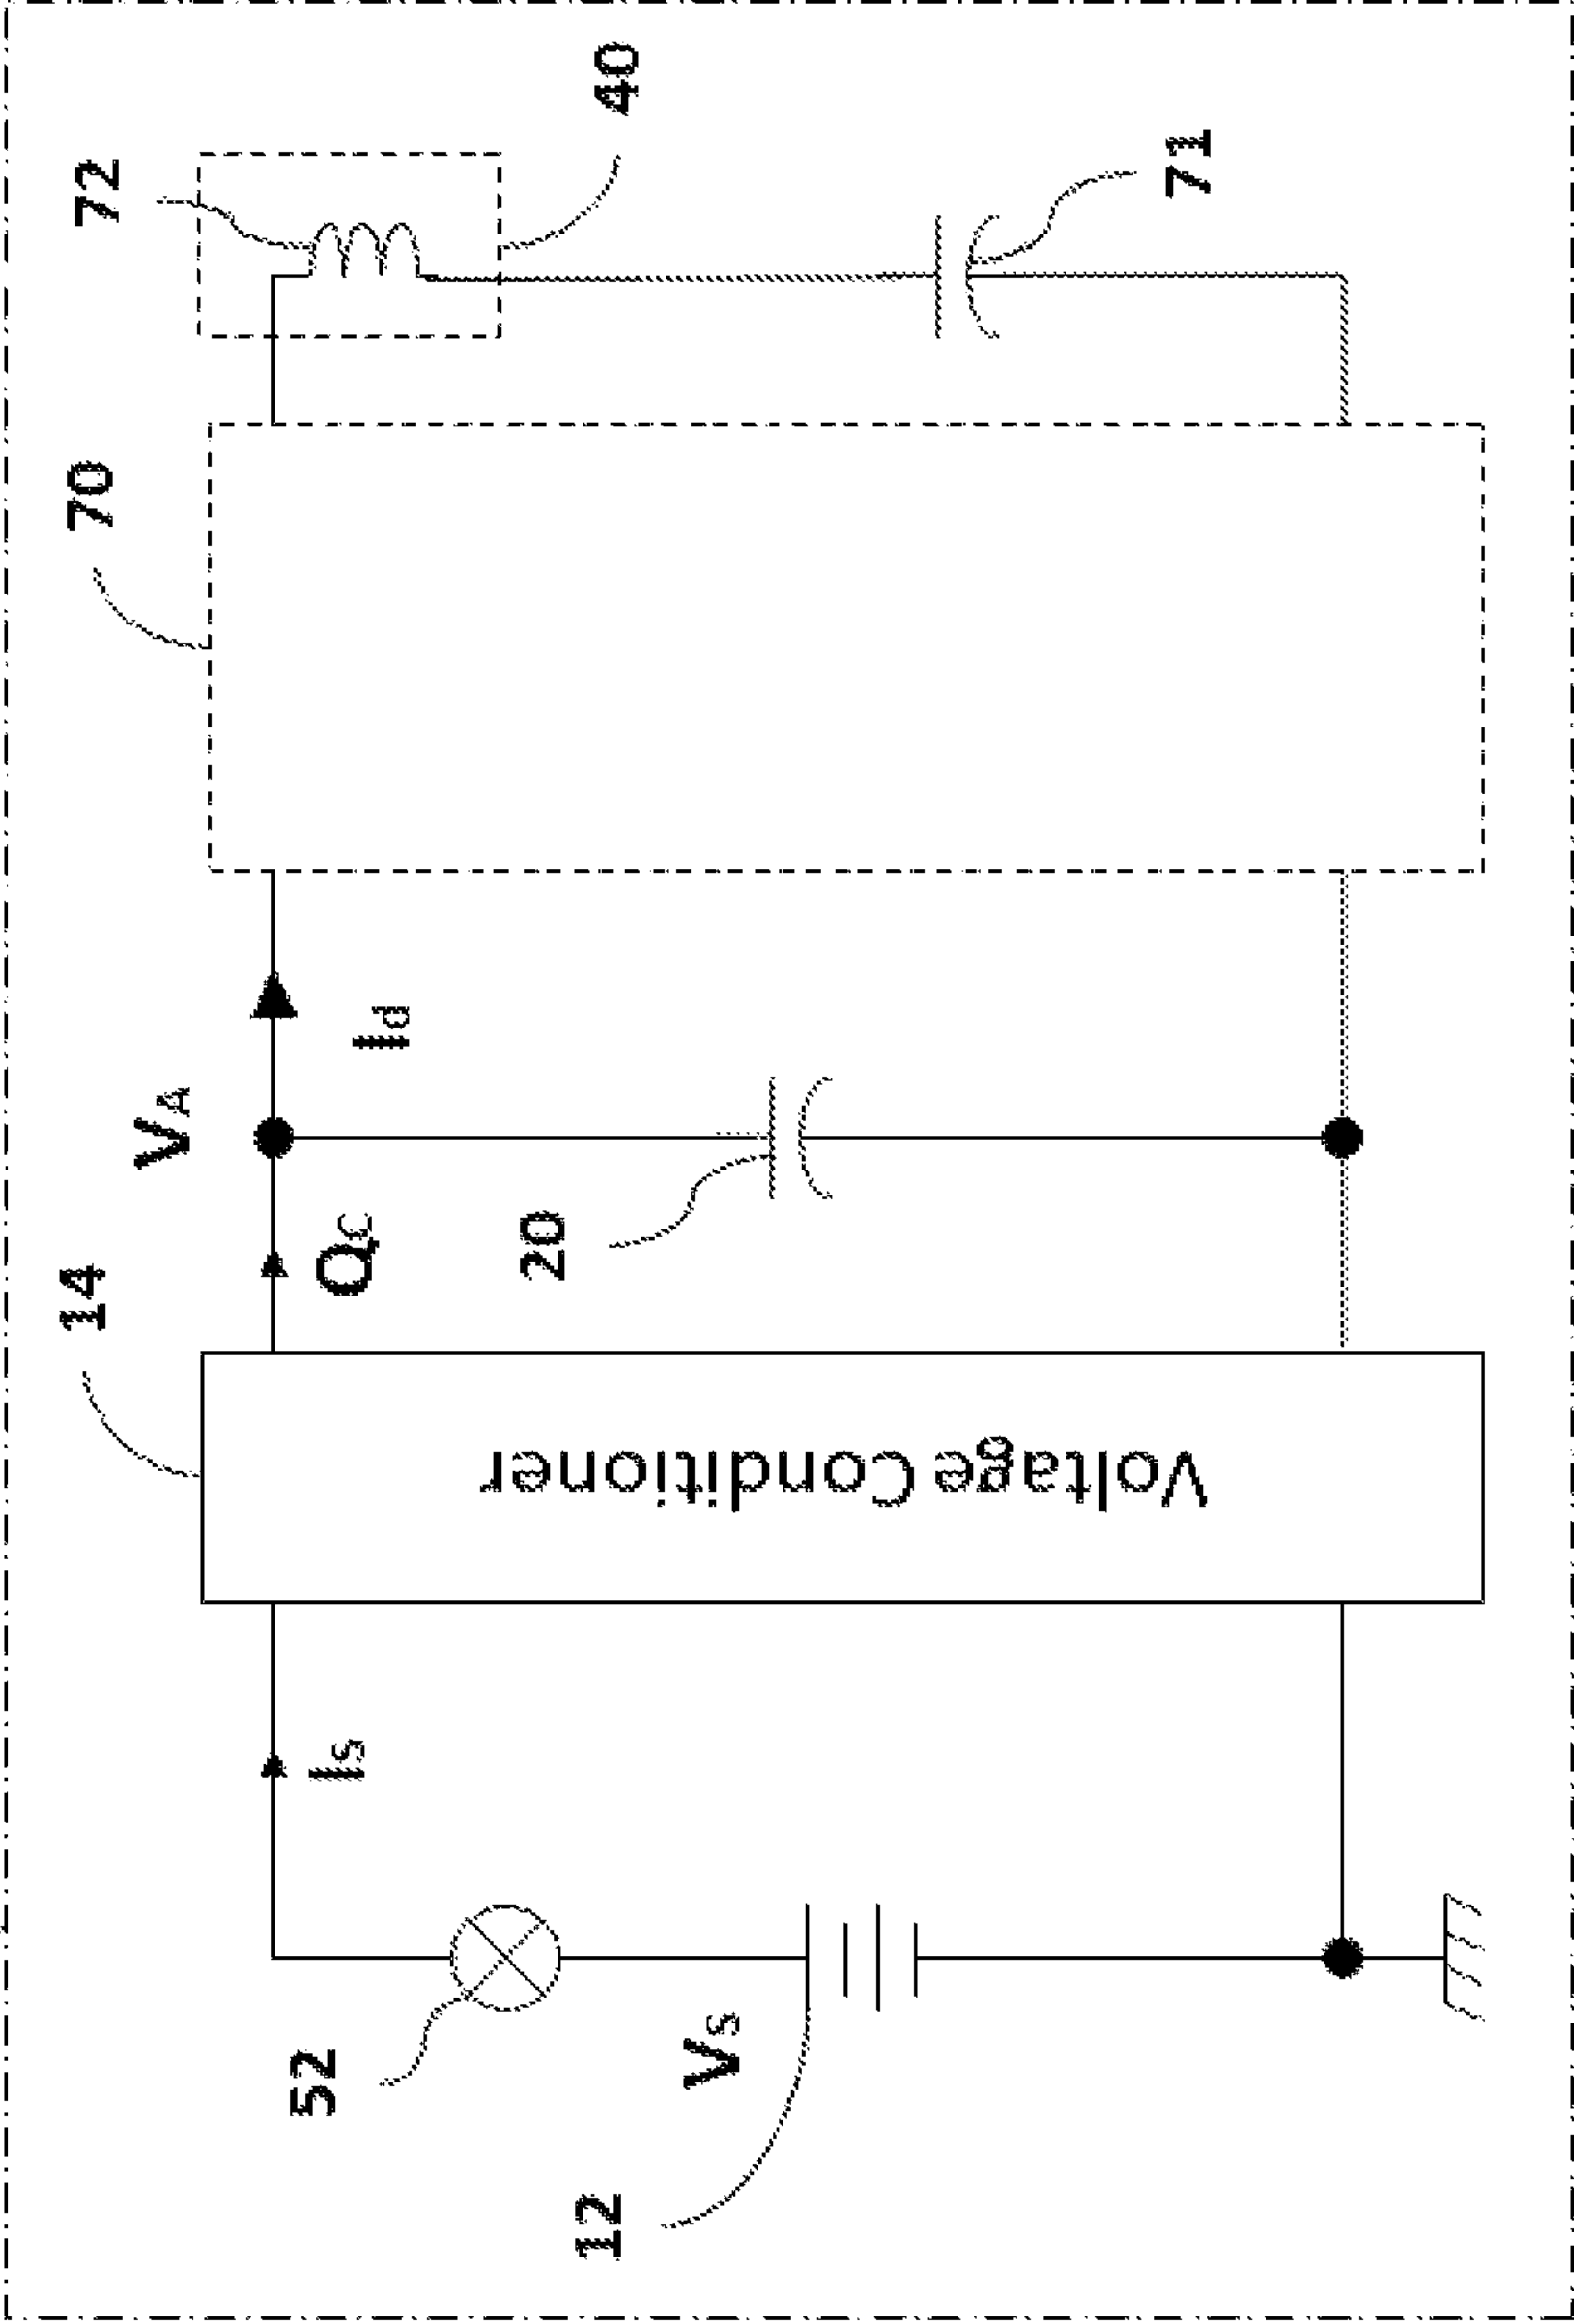 72
40
71
70
VA
Id
14
QC
20
Voltage Conditioner
IS
52
VS
12